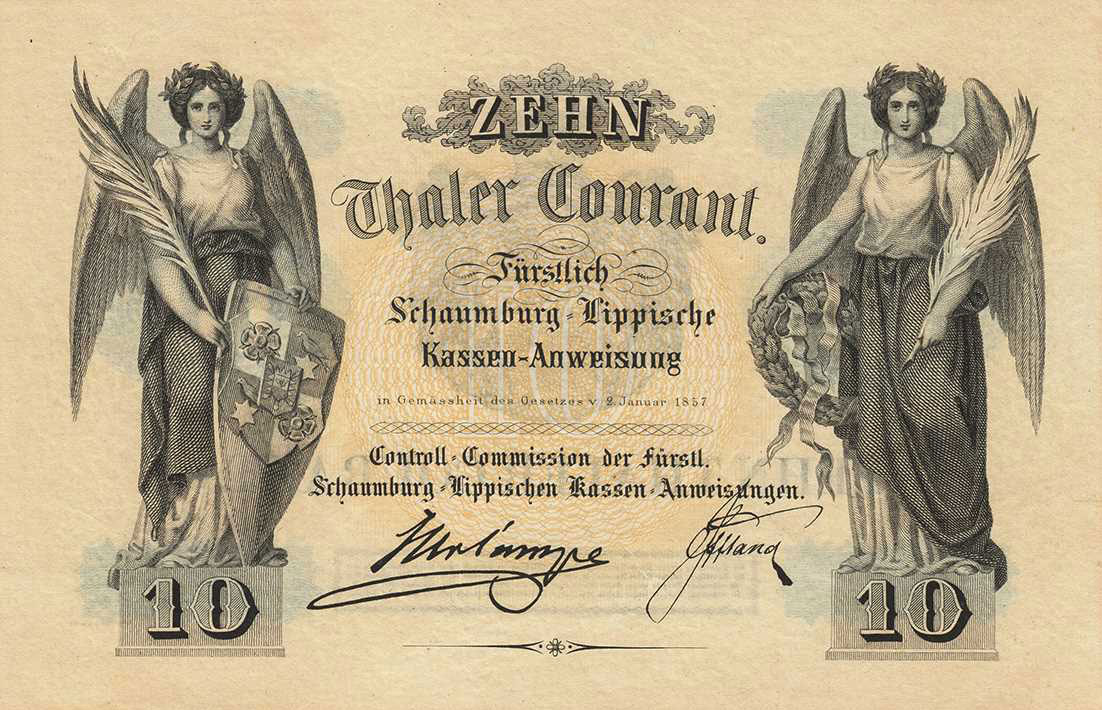 ZEHN
Thaler Courant.
Fürstlich
Schaumburg-Lippische
Kassen-Anweisung
in Gemässheit des Gesetzes v. 2. Januar 1857
Controll-Commission der Fürstl.
Schaumburg-Lippischen Kassen-Anweisungen.
10 10